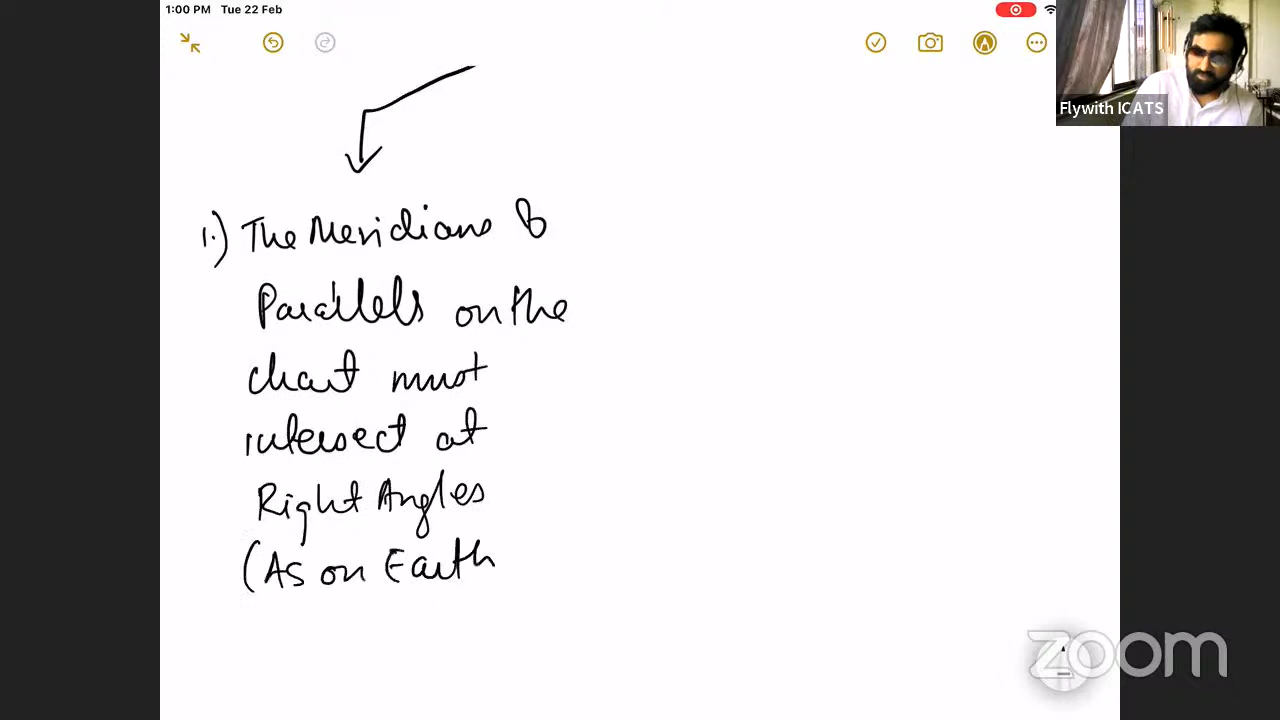 1:00 PM Tue 22 Feb
Flywith ICATS
1.) The Meridians &
Parallels on the
chart must
intersect at
Right Angles
(As on Earth
zoom